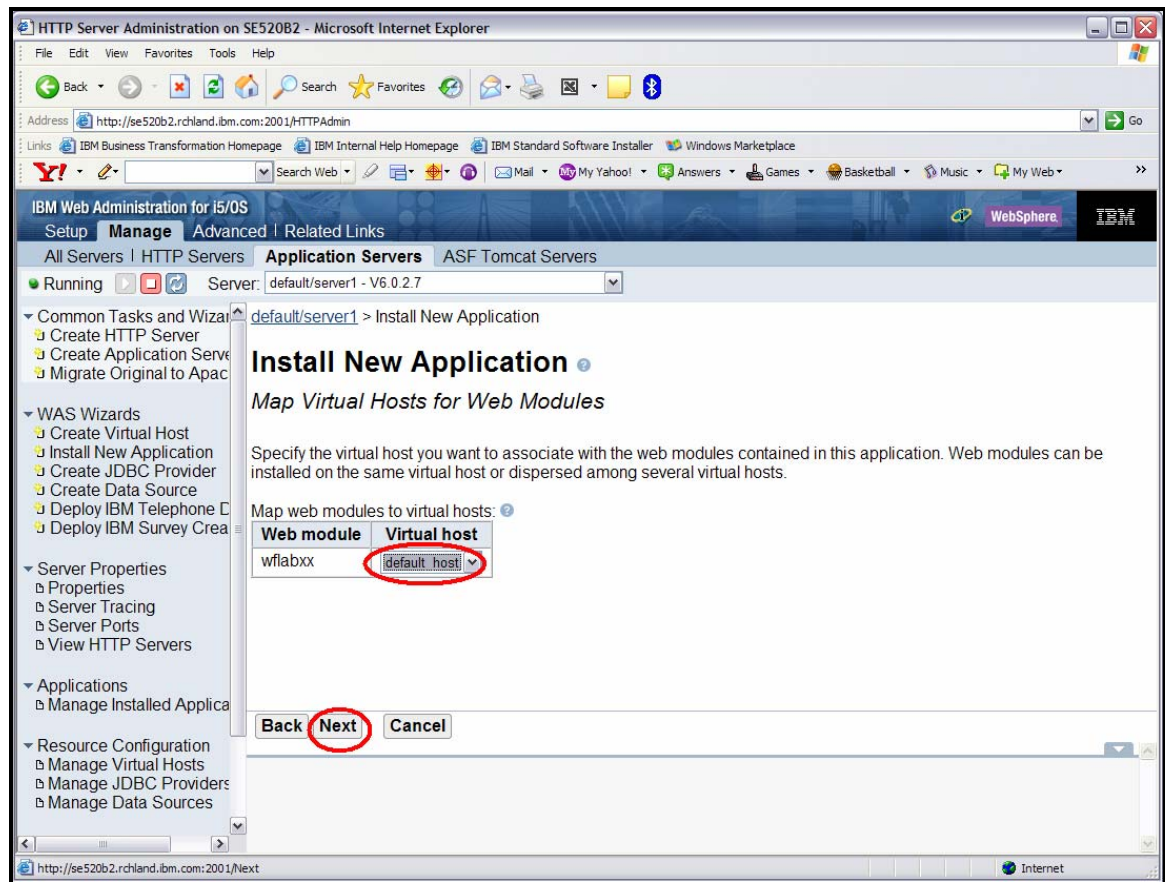 HTTP Server Administration on SE520B2 - Microsoft Internet Explorer
File Edit View Favorites Tools Help
Back Search Favorites
Address http://se520b2.rchland.ibm.com:2001/HTTPAdmin Go
Links IBM Business Transformation Homepage IBM Internal Help Homepage IBM Standard Software Installer Windows Marketplace
Y! Search Web Mail My Yahoo! Answers Games Basketball Music My Web >>
IBM Web Administration for i5/OS
WebSphere. IBM
Setup Manage Advanced | Related Links
All Servers | HTTP Servers Application Servers ASF Tomcat Servers
Running Server: default/server1 - V6.0.2.7
Common Tasks and Wizar
Create HTTP Server
Create Application Serve
Migrate Original to Apac
WAS Wizards
Create Virtual Host
Install New Application
Create JDBC Provider
Create Data Source
Deploy IBM Telephone D
Deploy IBM Survey Crea
Server Properties
Properties
Server Tracing
Server Ports
View HTTP Servers
Applications
Manage Installed Applica
Resource Configuration
Manage Virtual Hosts
Manage JDBC Providers
Manage Data Sources
default/server1 > Install New Application
Install New Application
Map Virtual Hosts for Web Modules
Specify the virtual host you want to associate with the web modules contained in this application. Web modules can be
installed on the same virtual host or dispersed among several virtual hosts.
Map web modules to virtual hosts:
Web module Virtual host
wflabxx default_host
Back Next Cancel
http://se520b2.rchland.ibm.com:2001/Next Internet